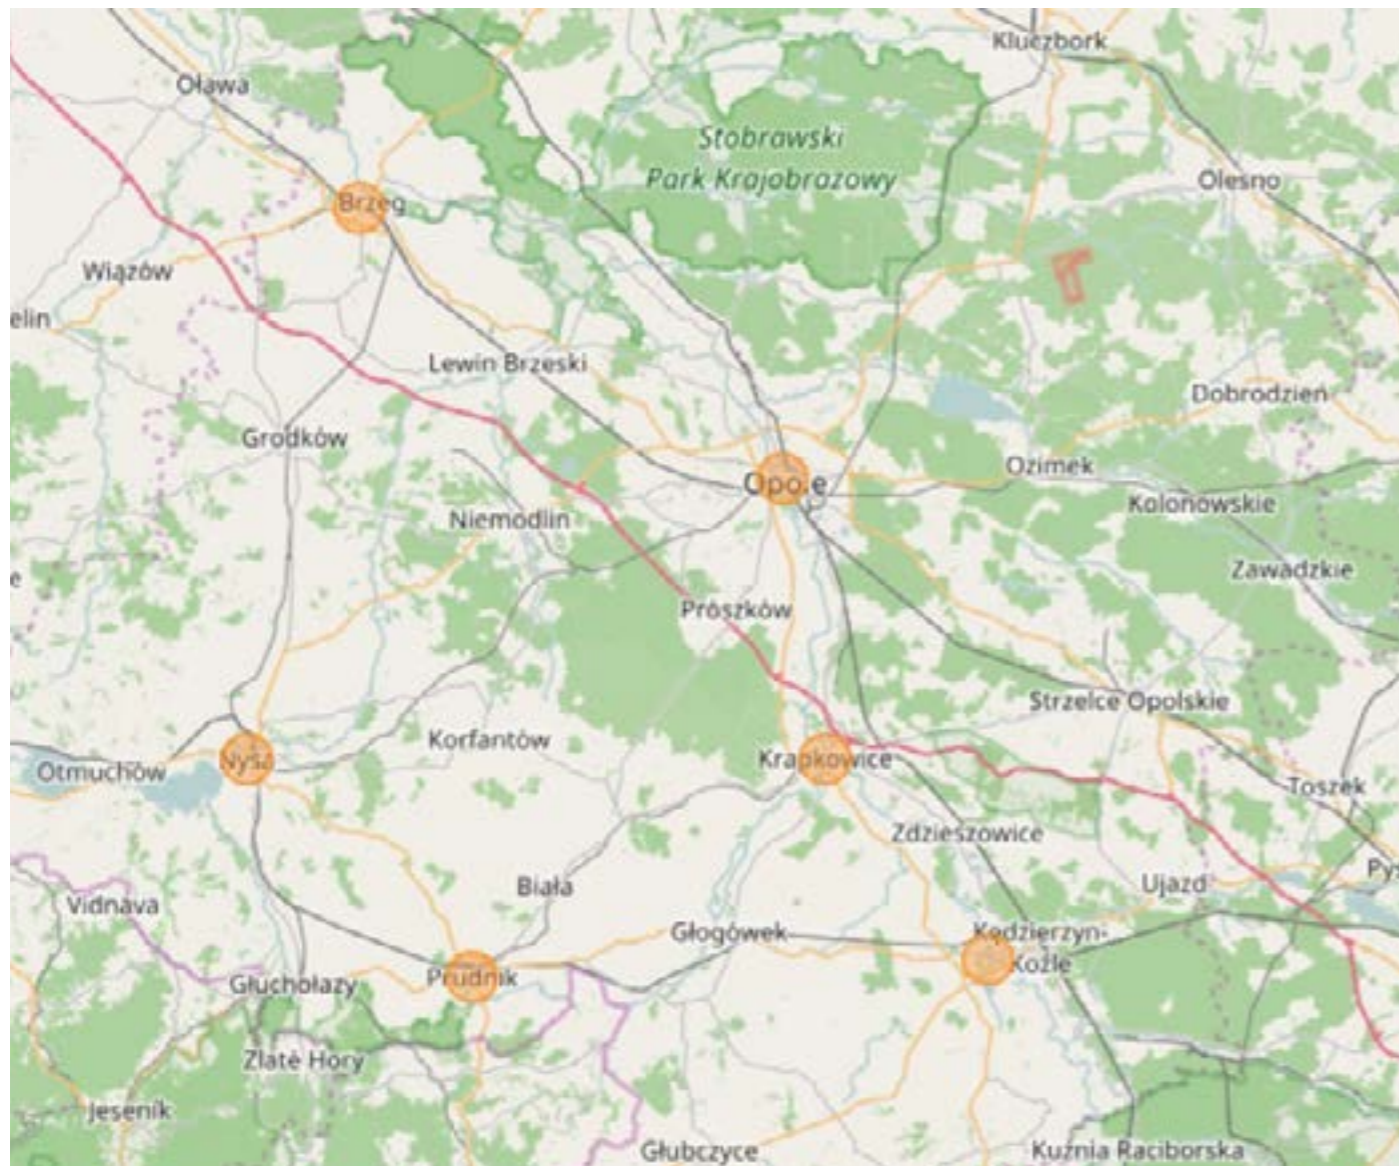 Kluczbork
Oława
Stobrawski
Park Krajobrazowy
Olesno
Brzeg
Wiązów
elin
Lewin Brzeski
Dobrodzień
Grodków
Ozimek
Opole
Kolonowskie
Niemodlin
Zawadzkie
e
Prószków
Strzelce Opolskie
Korfantów
Nysa
Krapkowice
Otmuchów
Toszek
Zdzieszowice
Pys
Biała
Ujazd
Vidnava
Głogówek
Kędzierzyn-
Koźle
Prudnik
Głuchołazy
Zlaté Hory
Jeseník
Głubczyce
Kuźnia Raciborska